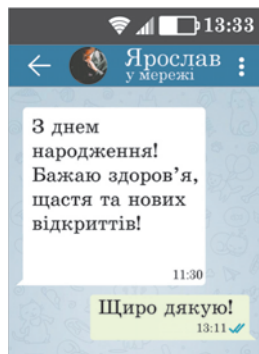 13:33
Ярослав
у мережі
З днем
народження!
Бажаю здоров’я,
щастя та нових
відкриттів!
11:30
Щиро дякую!
13:11